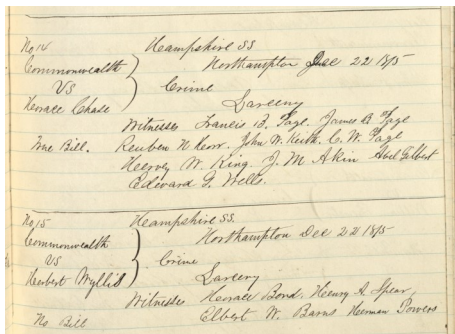 No 14 Hampshire SS
Commonwealth Northampton Dec 22 1875
VS Crime
Horace Chase Larceny
Witnesses Francis B. Page. James B. Page
True Bill. Reuben N Kerr. John W. Keith. C. W. Page
Hervey W. King J. M Akin Abel Gilbert
Edward G. Wells.
No 15 Hampshire SS.
Commonwealth Northampton Dec 22 1875
VS Crime
Herbert Wyllis Larceny
Witnesses Horace Bond. Henry A. Spear
No Bill Elbert W. Barns Herman Powers